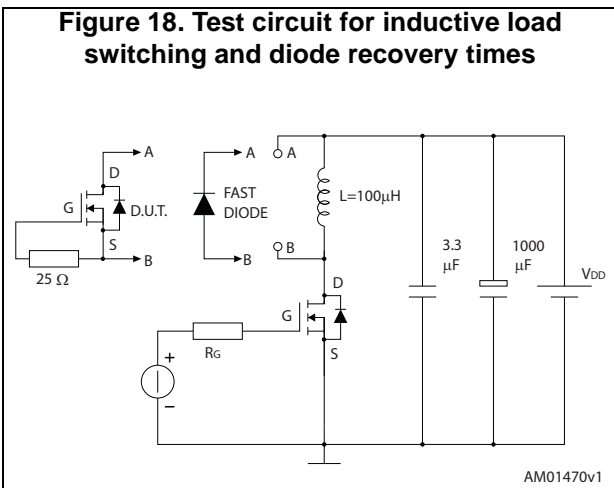 Figure 18. Test circuit for inductive load
switching and diode recovery times
A
D
G
D.U.T.
S
B
25 Ω
A
FAST
DIODE
B
A
L=100μH
B
D
G
S
RG
+
−
3.3
μF
1000
μF
VDD
AM01470v1